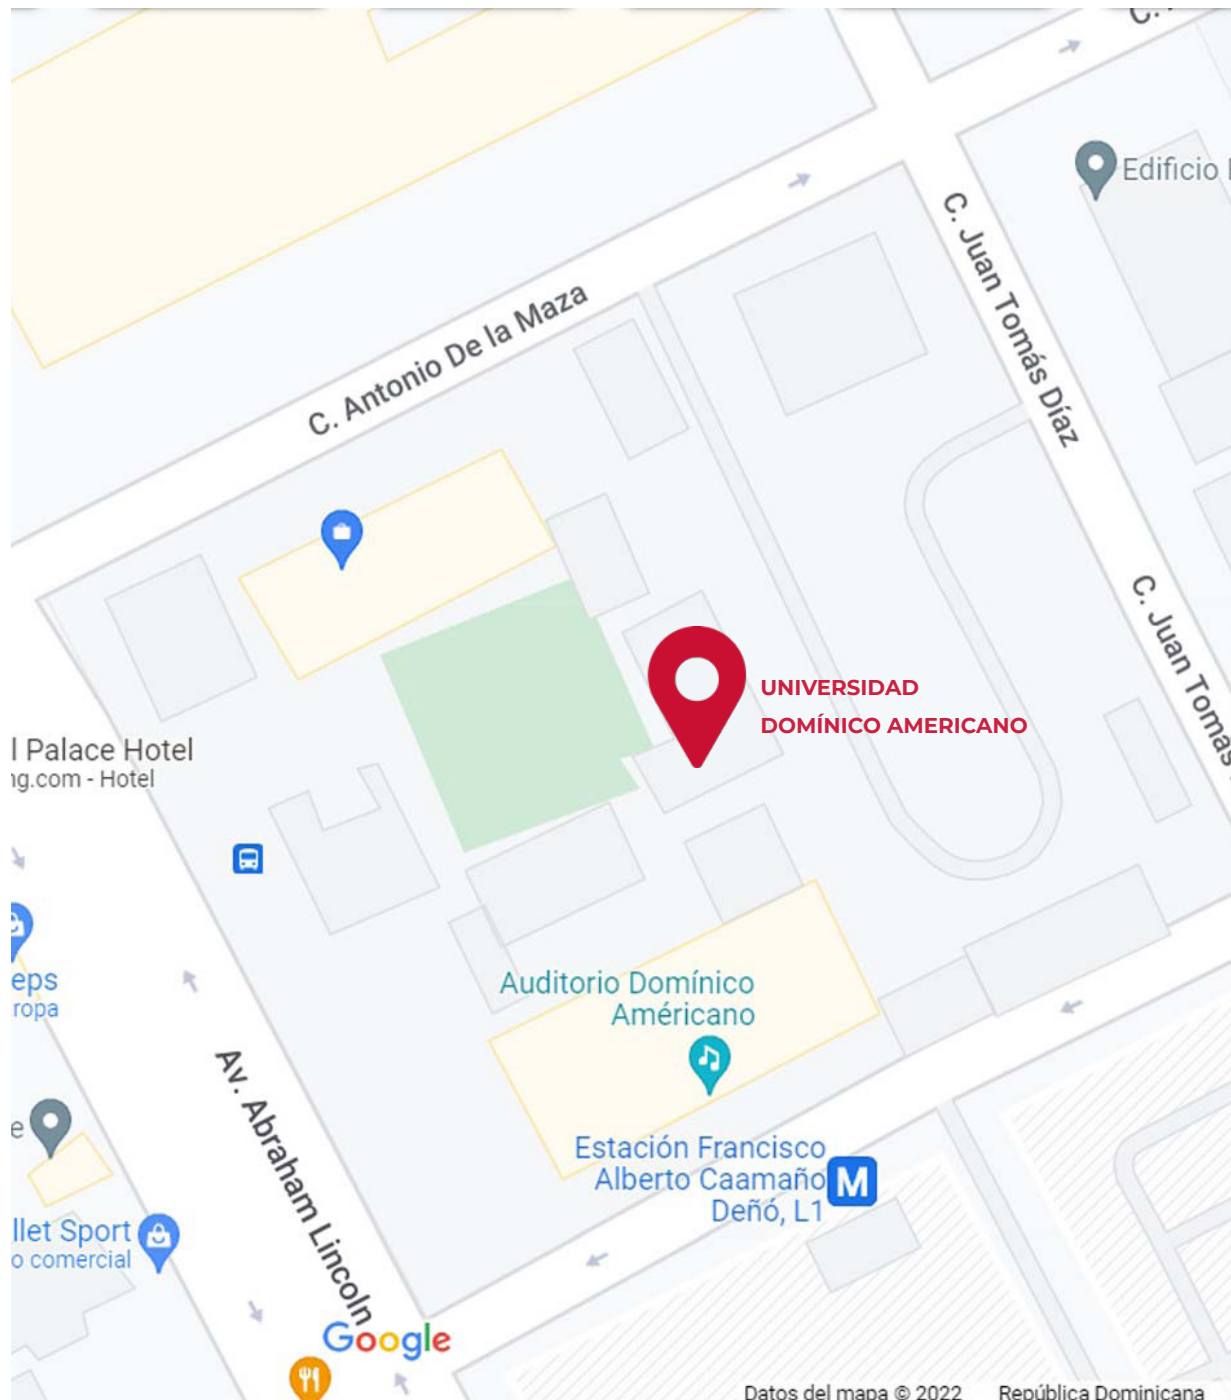 C.
Edificio
C. Juan Tomás Díaz
C. Antonio De la Maza
C. Juan Tomas
UNIVERSIDAD
DOMÍNICO AMERICANO
l Palace Hotel
ng.com - Hotel
eps
ropa
Auditorio Domínico
Américano
Av. Abraham Lincoln
e
Estación Francisco
Alberto Caamaño
Deñó, L1
M
llet Sport
o comercial
Google
Datos del mapa © 2022 República Dominicana